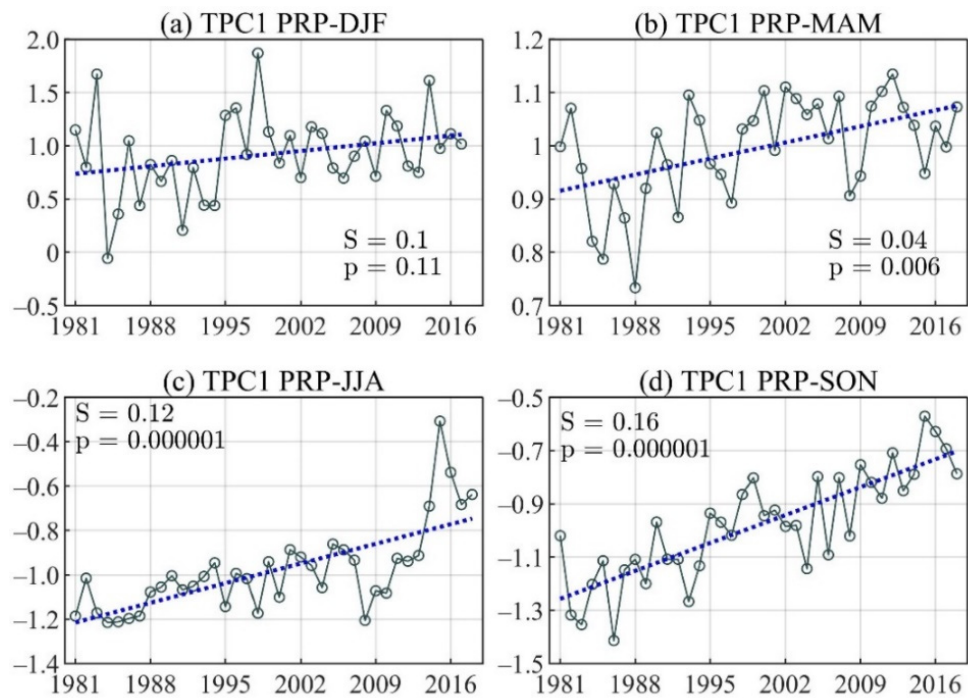 (a) TPC1 PRP-DJF
2.0
1.5
1.0
0.5
0
−0.5
S = 0.1
p = 0.11
1981 1988 1995 2002 2009 2016
(b) TPC1 PRP-MAM
1.2
1.1
1
0.9
0.8
0.7
S = 0.04
p = 0.006
1981 1988 1995 2002 2009 2016
(c) TPC1 PRP-JJA
−0.2
−0.4
−0.6
−0.8
−1.0
−1.2
−1.4
S = 0.12
p = 0.000001
1981 1988 1995 2002 2009 2016
(d) TPC1 PRP-SON
−0.5
−0.7
−0.9
−1.1
−1.3
−1.5
S = 0.16
p = 0.000001
1981 1988 1995 2002 2009 2016